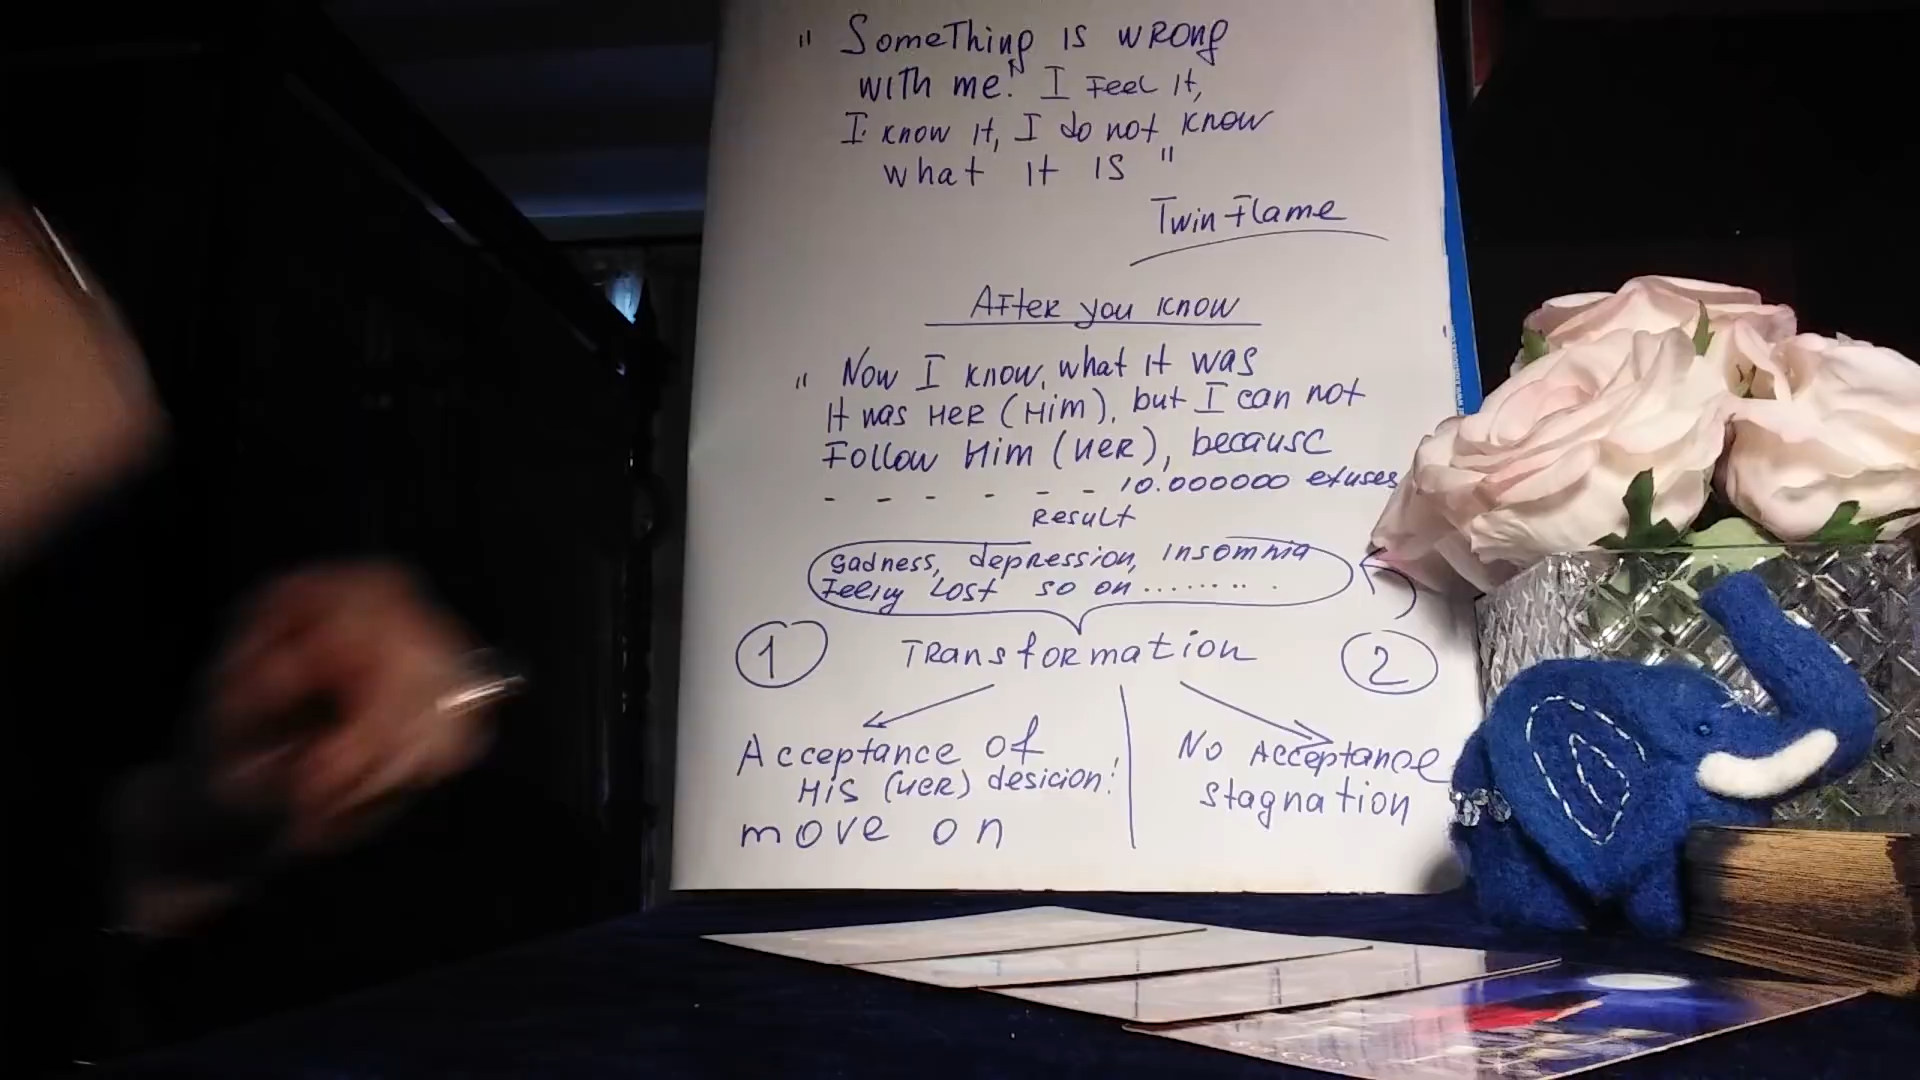 " Something is wrong
with me." I feel it,
I know it, I do not know
what it is "
Twin Flame
After you know
" Now I know, what it was
It was Her (Him), but I can not
Follow Him (Her), because
- - - - - - 10.000000 exuses
Result
sadness, depression, insomnia
Feeling Lost so on .........
1 Transformation 2
Acceptance of
His (Her) desicion!
move on
No Acceptance
stagnation